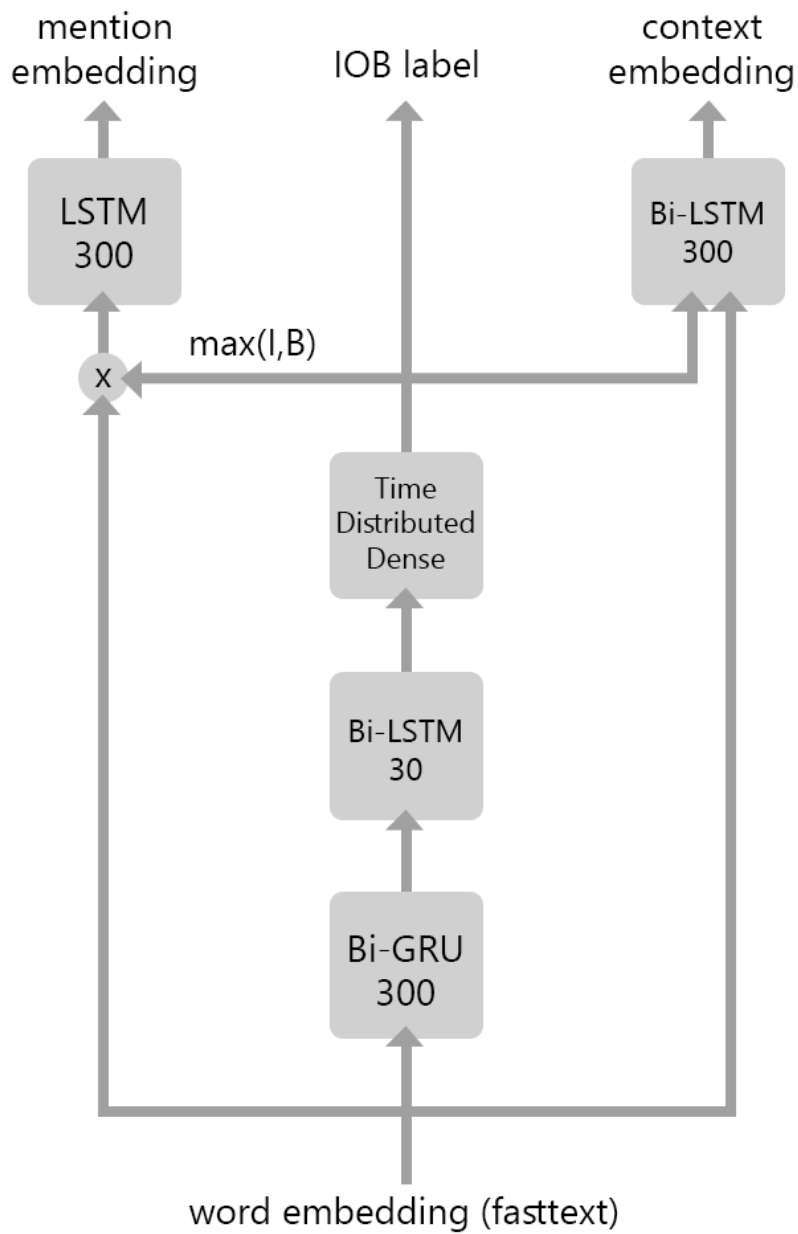 mention
embedding
IOB label
context
embedding
LSTM
300
Bi-LSTM
300
max(I,B)
x
Time
Distributed
Dense
Bi-LSTM
30
Bi-GRU
300
word embedding (fasttext)